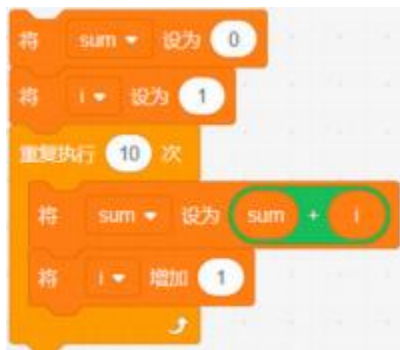 将 sum 设为 0
将 i 设为 1
重复执行 10 次
将 sum 设为 sum + i
将 i 增加 1